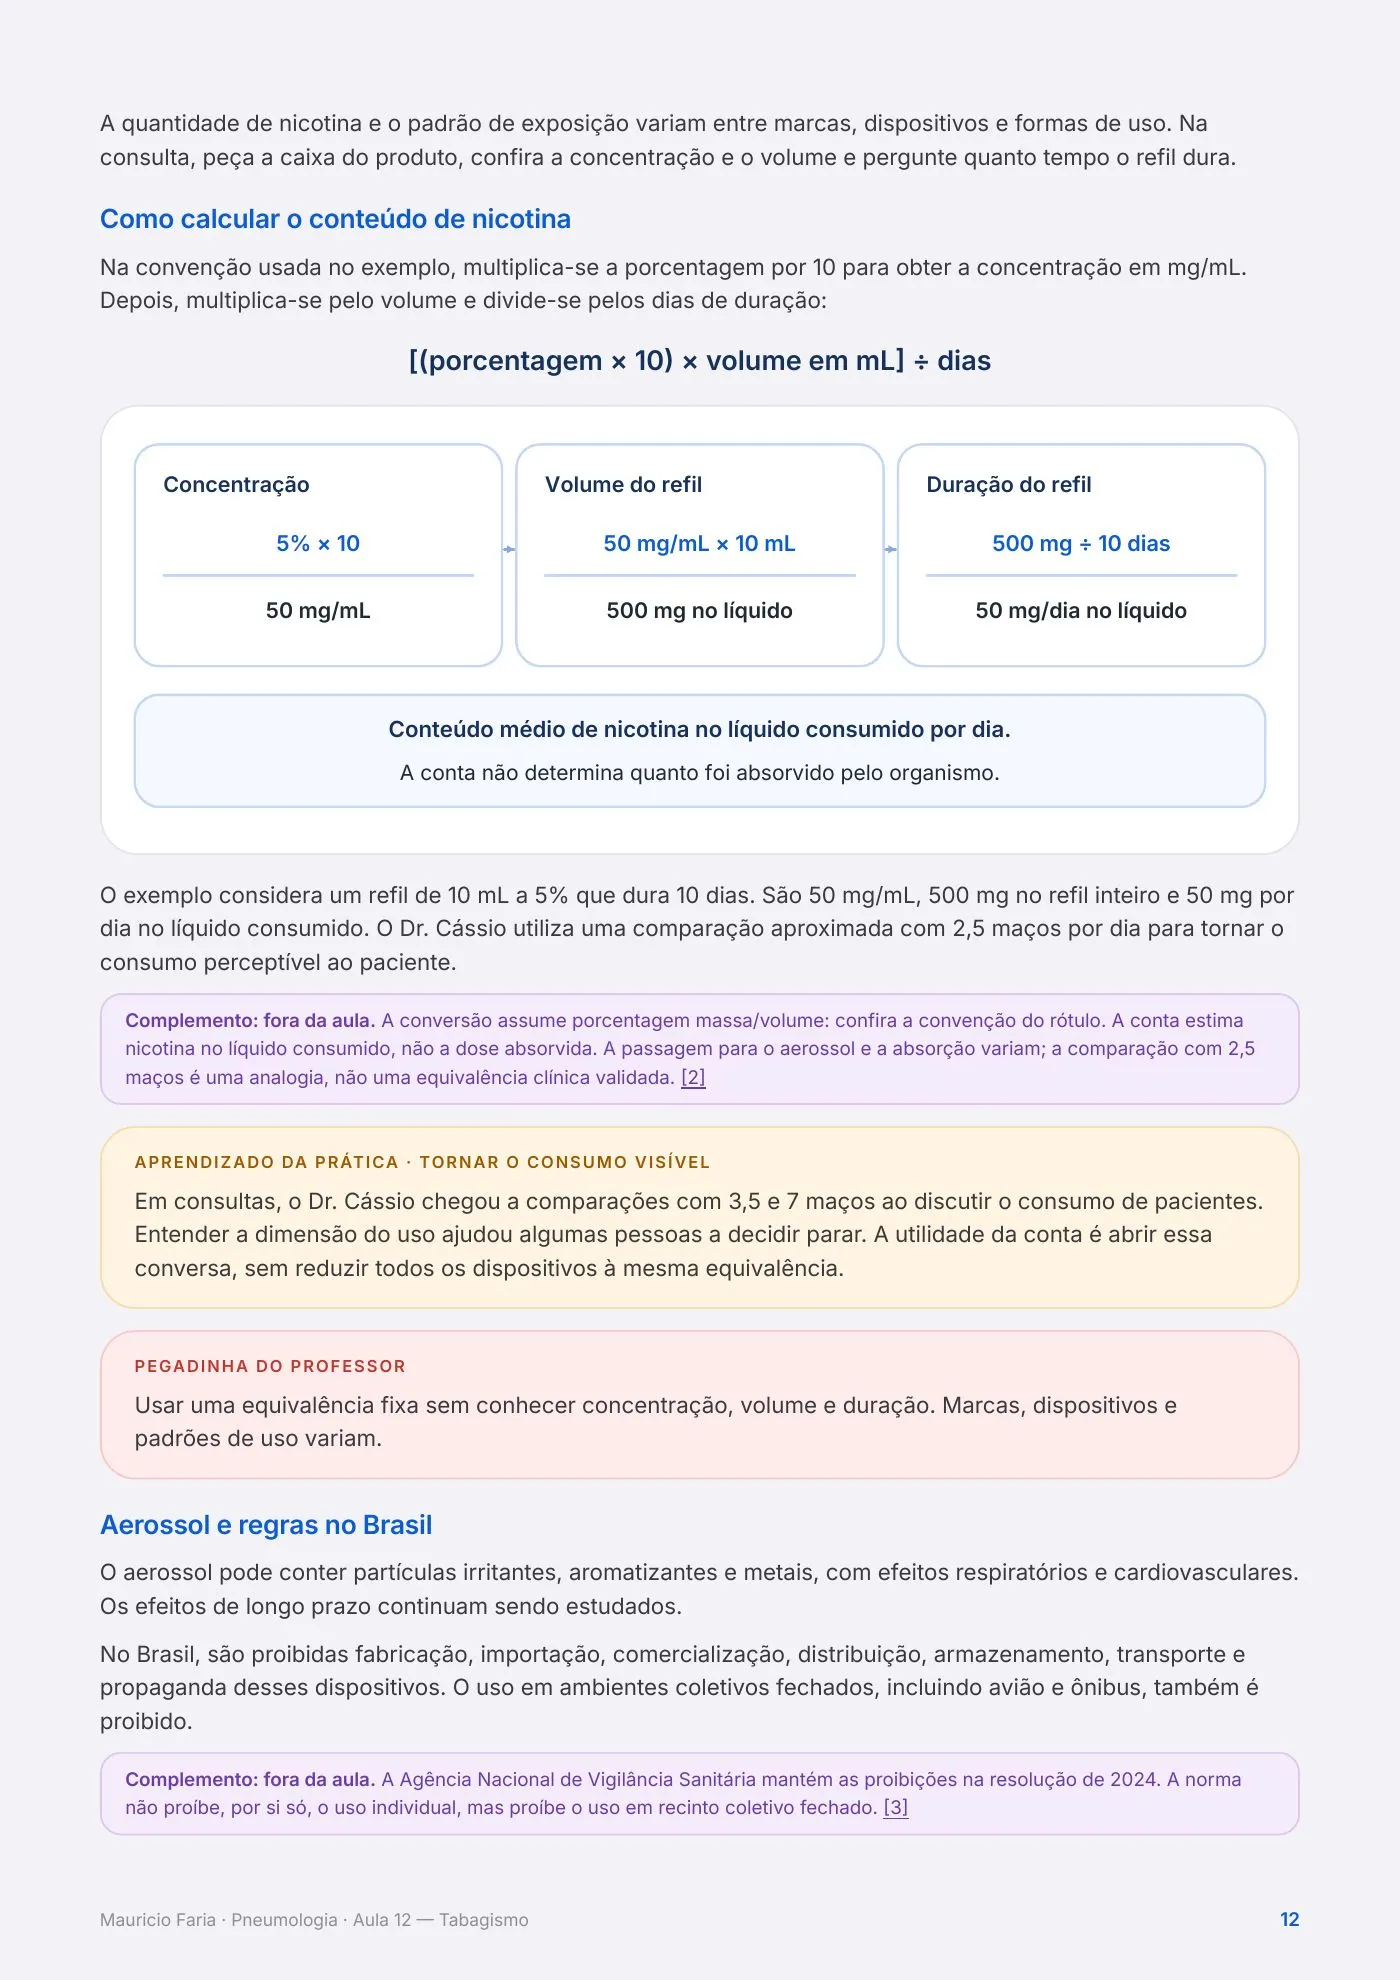 A quantidade de nicotina e o padrão de exposição variam entre marcas, dispositivos e formas de uso. Na
consulta, peça a caixa do produto, confira a concentração e o volume e pergunte quanto tempo o refil dura.
Como calcular o conteúdo de nicotina
Na convenção usada no exemplo, multiplica-se a porcentagem por 10 para obter a concentração em mg/mL.
Depois, multiplica-se pelo volume e divide-se pelos dias de duração:
[(porcentagem × 10) × volume em mL] ÷ dias
Concentração
5% × 10
50 mg/mL
Volume do refil
50 mg/mL × 10 mL
500 mg no líquido
Duração do refil
500 mg ÷ 10 dias
50 mg/dia no líquido
Conteúdo médio de nicotina no líquido consumido por dia.
A conta não determina quanto foi absorvido pelo organismo.
O exemplo considera um refil de 10 mL a 5% que dura 10 dias. São 50 mg/mL, 500 mg no refil inteiro e 50 mg por
dia no líquido consumido. O Dr. Cássio utiliza uma comparação aproximada com 2,5 maços por dia para tornar o
consumo perceptível ao paciente.
Complemento: fora da aula. A conversão assume porcentagem massa/volume: confira a convenção do rótulo. A conta estima
nicotina no líquido consumido, não a dose absorvida. A passagem para o aerossol e a absorção variam; a comparação com 2,5
maços é uma analogia, não uma equivalência clínica validada. [2]
APRENDIZADO DA PRÁTICA · TORNAR O CONSUMO VISÍVEL
Em consultas, o Dr. Cássio chegou a comparações com 3,5 e 7 maços ao discutir o consumo de pacientes.
Entender a dimensão do uso ajudou algumas pessoas a decidir parar. A utilidade da conta é abrir essa
conversa, sem reduzir todos os dispositivos à mesma equivalência.
PEGADINHA DO PROFESSOR
Usar uma equivalência fixa sem conhecer concentração, volume e duração. Marcas, dispositivos e
padrões de uso variam.
Aerossol e regras no Brasil
O aerossol pode conter partículas irritantes, aromatizantes e metais, com efeitos respiratórios e cardiovasculares.
Os efeitos de longo prazo continuam sendo estudados.
No Brasil, são proibidas fabricação, importação, comercialização, distribuição, armazenamento, transporte e
propaganda desses dispositivos. O uso em ambientes coletivos fechados, incluindo avião e ônibus, também é
proibido.
Complemento: fora da aula. A Agência Nacional de Vigilância Sanitária mantém as proibições na resolução de 2024. A norma
não proíbe, por si só, o uso individual, mas proíbe o uso em recinto coletivo fechado. [3]
Mauricio Faria · Pneumologia · Aula 12 — Tabagismo
12